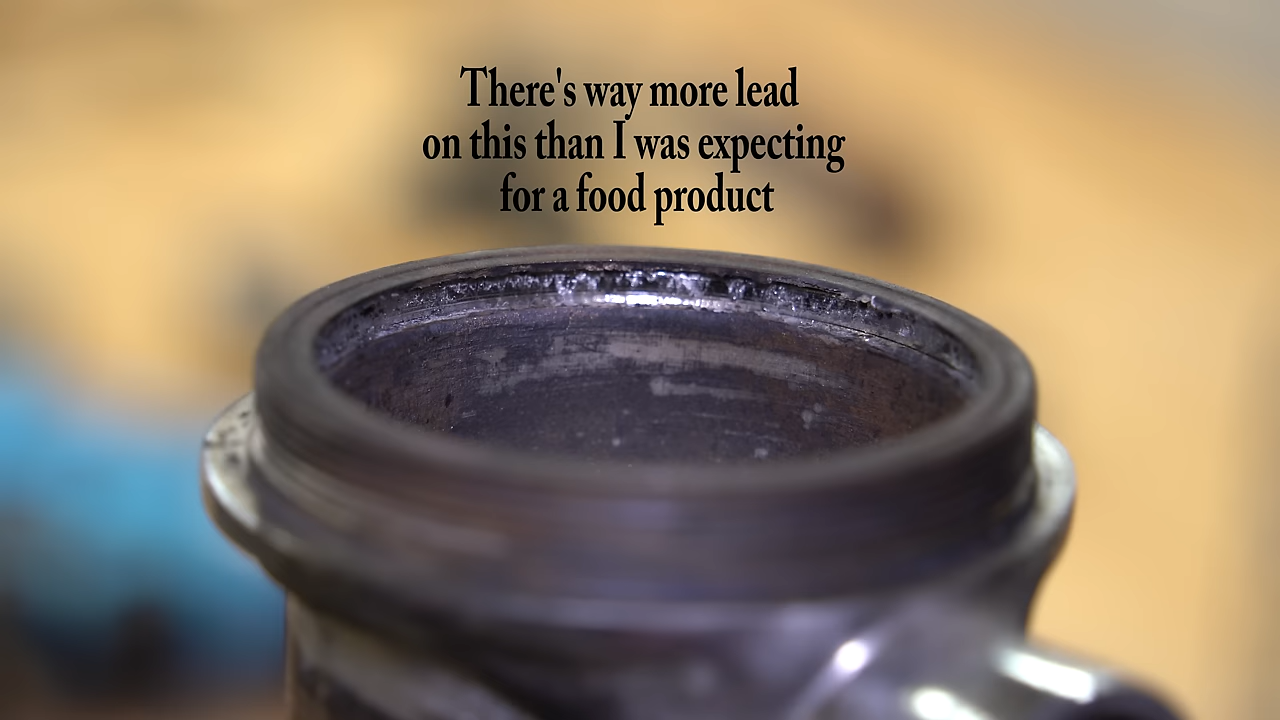 There's way more lead
on this than I was expecting
for a food product